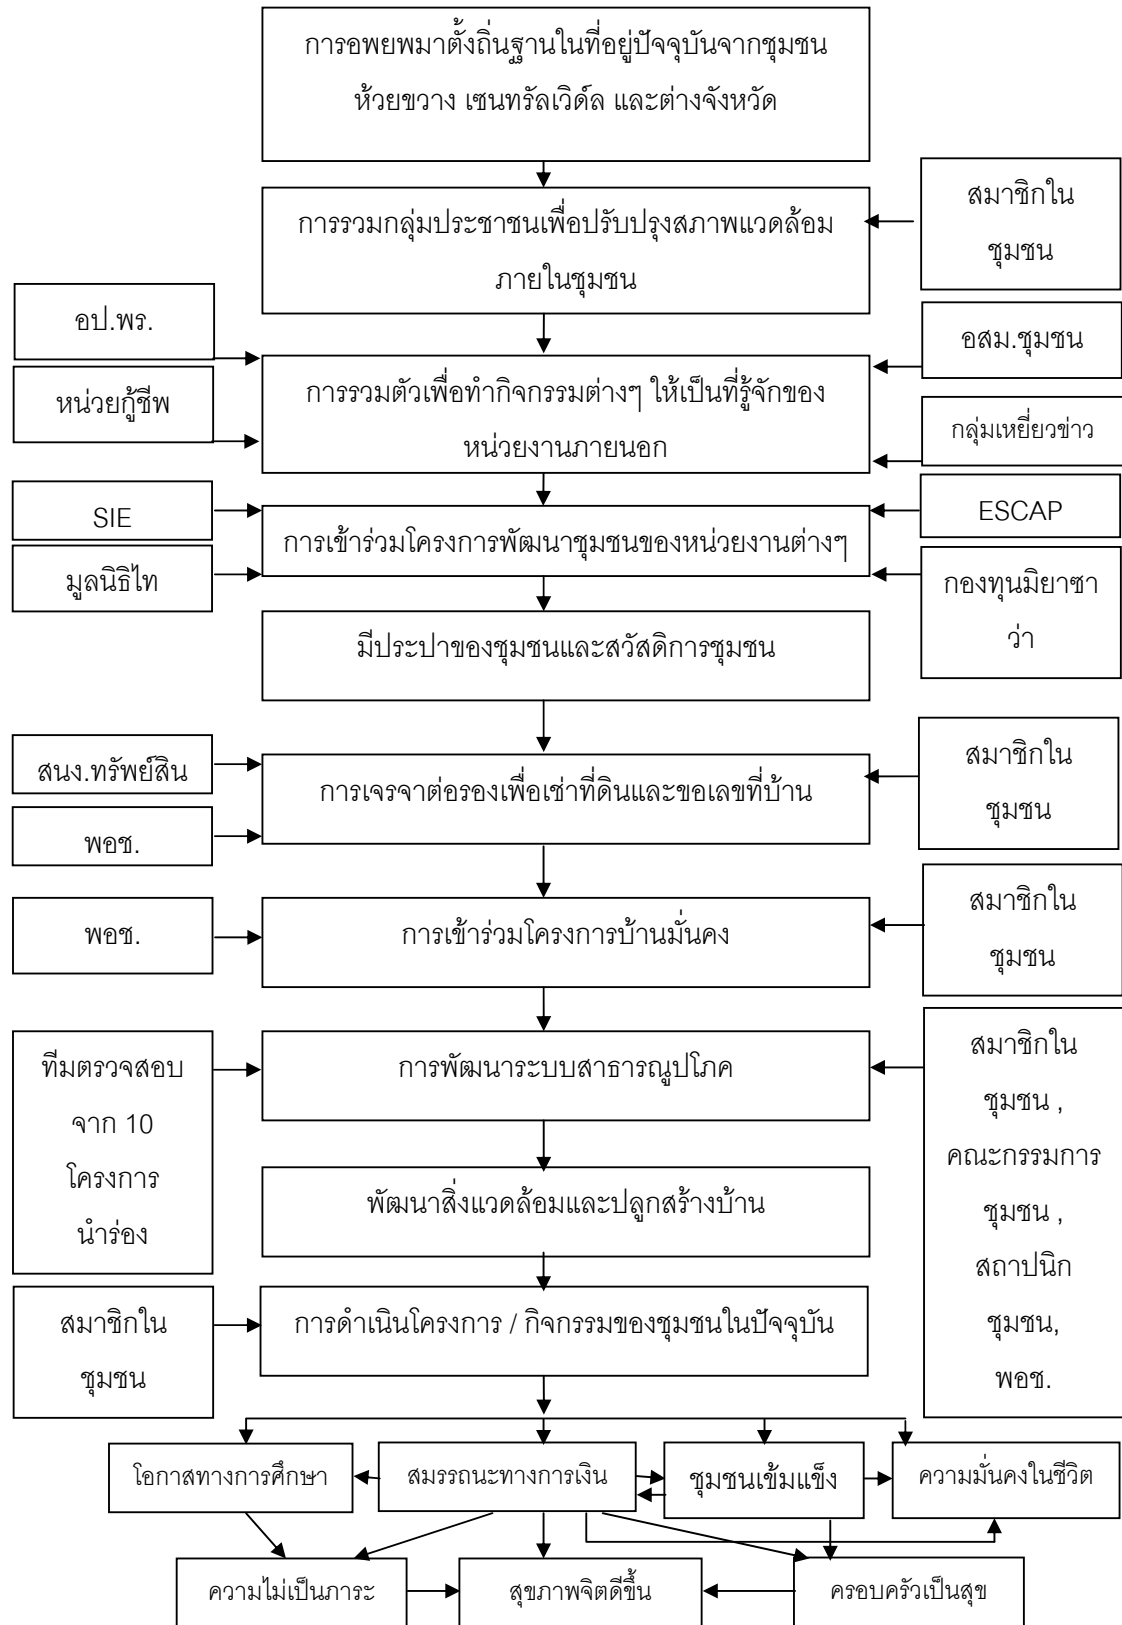 การอพยพมาตั้งถิ่นฐานในที่อยู่ปัจจุบันจากชุมชน
ห้วยขวาง เซนทรัลเวิด์ล และต่างจังหวัด
การรวมกลุ่มประชาชนเพื่อปรับปรุงสภาพแวดล้อม
ภายในชุมชน
สมาชิกใน
ชุมชน
อป.พร.
หน่วยกู้ชีพ
การรวมตัวเพื่อทำกิจกรรมต่างๆ ให้เป็นที่รู้จักของ
หน่วยงานภายนอก
อสม.ชุมชน
กลุ่มเหยี่ยวข่าว
SIE
มูลนิธิไท
การเข้าร่วมโครงการพัฒนาชุมชนของหน่วยงานต่างๆ
ESCAP
กองทุนมิยาซา
ว่า
มีประปาของชุมชนและสวัสดิการชุมชน
สนง.ทรัพย์สิน
พอช.
การเจรจาต่อรองเพื่อเช่าที่ดินและขอเลขที่บ้าน
สมาชิกใน
ชุมชน
พอช.
การเข้าร่วมโครงการบ้านมั่นคง
สมาชิกใน
ชุมชน
ทีมตรวจสอบ
จาก 10
โครงการ
นำร่อง
การพัฒนาระบบสาธารณูปโภค
สมาชิกใน
ชุมชน ,
คณะกรรมการ
ชุมชน ,
สถาปนิก
ชุมชน,
พอช.
พัฒนาสิ่งแวดล้อมและปลูกสร้างบ้าน
สมาชิกใน
ชุมชน
การดำเนินโครงการ / กิจกรรมของชุมชนในปัจจุบัน
โอกาสทางการศึกษา
สมรรถนะทางการเงิน
ชุมชนเข้มแข็ง
ความมั่นคงในชีวิต
ความไม่เป็นภาระ
สุขภาพจิตดีขึ้น
ครอบครัวเป็นสุข